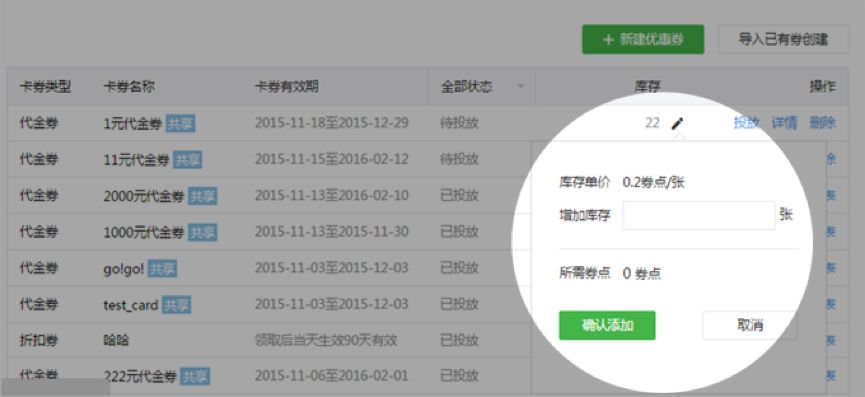 ＋ 新建优惠券 导入已有券创建
卡券类型 卡券名称 卡券有效期 全部状态 库存 操作
代金券 1元代金券 共享 2015-11-18至2015-12-29 待投放 22 投放 详情 删除
代金券 11元代金券 共享 2015-11-15至2016-02-12 待投放 除
代金券 2000元代金券 共享 2015-11-13至2016-02-10 已投放
库存单价 0.2券点/张
增加库存 张
代金券 1000元代金券 共享 2015-11-13至2015-11-30 已投放
代金券 go!go! 共享 2015-11-03至2015-12-03 已投放
所需券点 0 券点
代金券 test_card 共享 2015-11-03至2015-12-03 已投放
确认添加 取消
折扣券 哈哈 领取后当天生效90天有效 已投放
代金券 222元代金券 共享 2015-11-06至2016-02-01 已投放